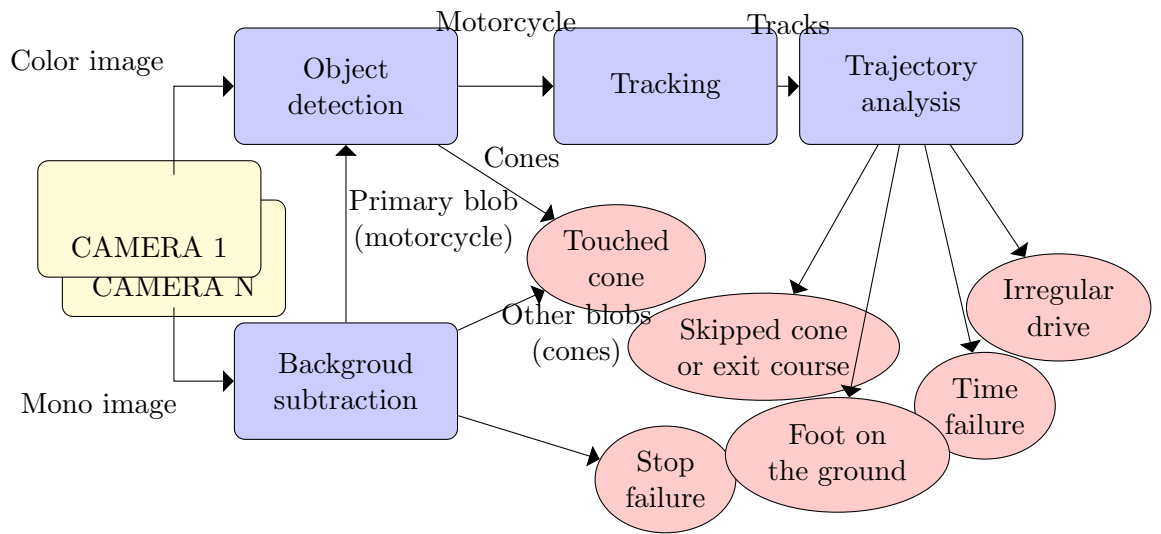 Motorcycle
Tracks
Color image
Object
detection
Tracking
Trajectory
analysis
Cones
Primary blob
(motorcycle)
CAMERA 1
CAMERA N
Touched
cone
Irregular
drive
Other blobs
(cones)
Skipped cone
or exit course
Backgroud
subtraction
Mono image
Time
failure
Foot on
the ground
Stop
failure